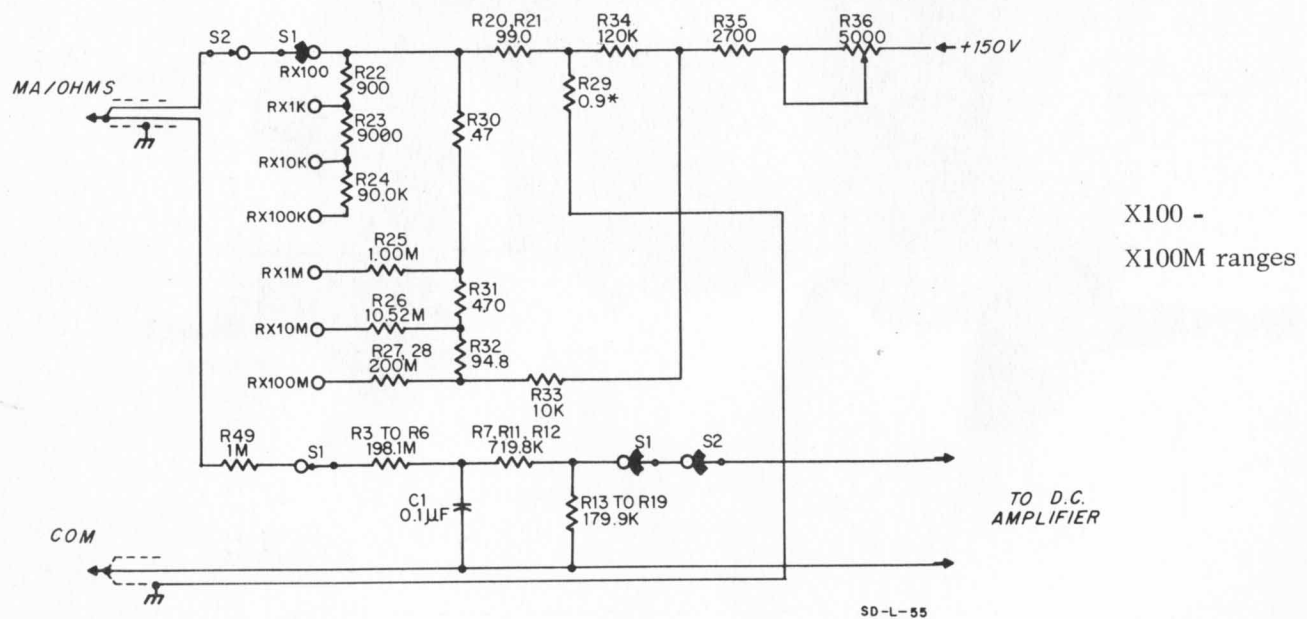 R20,R21
99.0
R34
120K
R35
2700
R36
5000
+150V
S2
S1
RX100
R22
900
R29
0.9*
MA/OHMS
RX1K
R23
9000
R30
.47
RX10K
R24
90.0K
RX100K
X100 -
X100M ranges
R25
1.00M
RX1M
R31
4.70
R26
10.52M
RX10M
R32
94.8
R27, 28
200M
RX100M
R33
10K
R49
1M
S1
R3 TO R6
198.1M
R7,R11, R12
719.8K
S1
S2
C1
0.1µF
R13 TO R19
179.9K
TO D.C.
AMPLIFIER
COM
SD-L-55